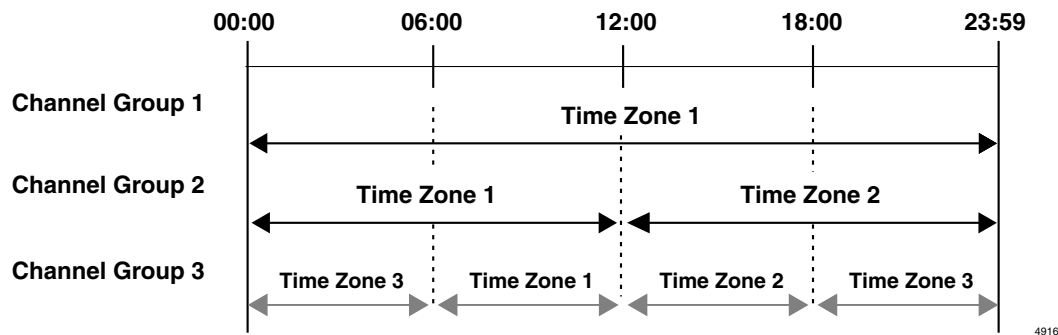 00:00 06:00 12:00 18:00 23:59
Channel Group 1
Time Zone 1
Channel Group 2
Time Zone 1 Time Zone 2
Channel Group 3
Time Zone 3 Time Zone 1 Time Zone 2 Time Zone 3
4916